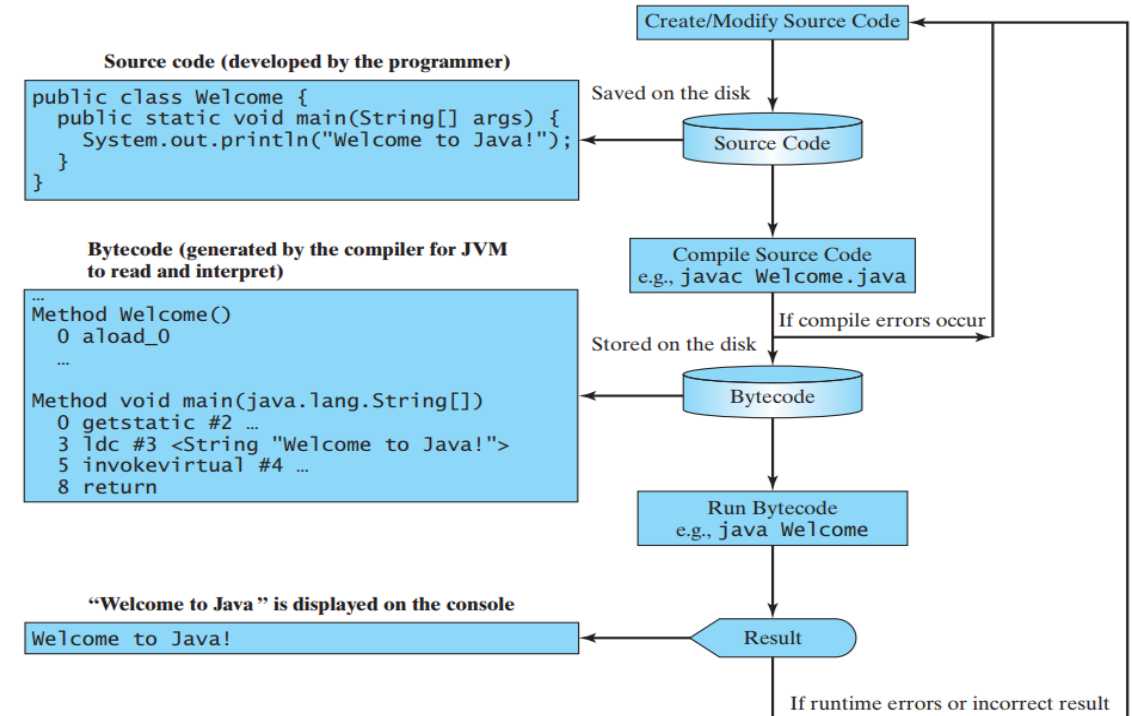 Create/Modify Source Code
Source code (developed by the programmer)
public class Welcome {
  public static void main(String[] args) {
    System.out.println("Welcome to Java!");
  }
}
Saved on the disk
Source Code
Bytecode (generated by the compiler for JVM
to read and interpret)
…
Method Welcome()
  0 aload_0
  …
Method void main(java.lang.String[])
  0 getstatic #2 …
  3 ldc #3 <String "Welcome to Java!">
  5 invokevirtual #4 …
  8 return
Compile Source Code
e.g., javac Welcome.java
If compile errors occur
Stored on the disk
Bytecode
Run Bytecode
e.g., java Welcome
“Welcome to Java” is displayed on the console
Welcome to Java!
Result
If runtime errors or incorrect result